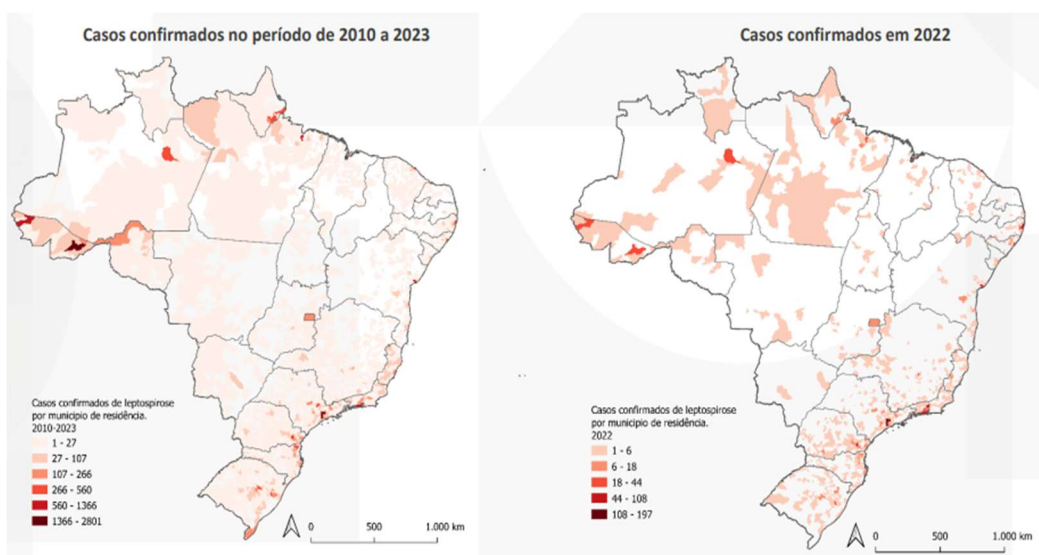 Casos confirmados no período de 2010 a 2023
Casos confirmados de leptospirose
por municipio de residência.
2010-2023
1 - 27
27 - 107
107 - 266
266 - 560
560 - 1366
1366 - 2801
0 500 1.000 km
Casos confirmados em 2022
Casos confirmados de leptospirose
por municipio de residência.
2022
1 - 6
6 - 18
18 - 44
44 - 108
108 - 197
0 500 1.000 km